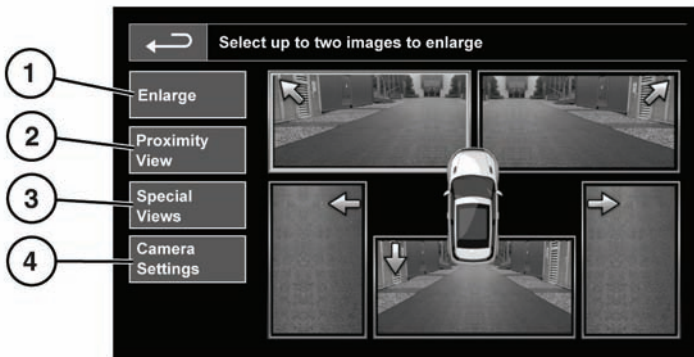 Select up to two images to enlarge
1
Enlarge
2
Proximity
View
3
Special
Views
4
Camera
Settings